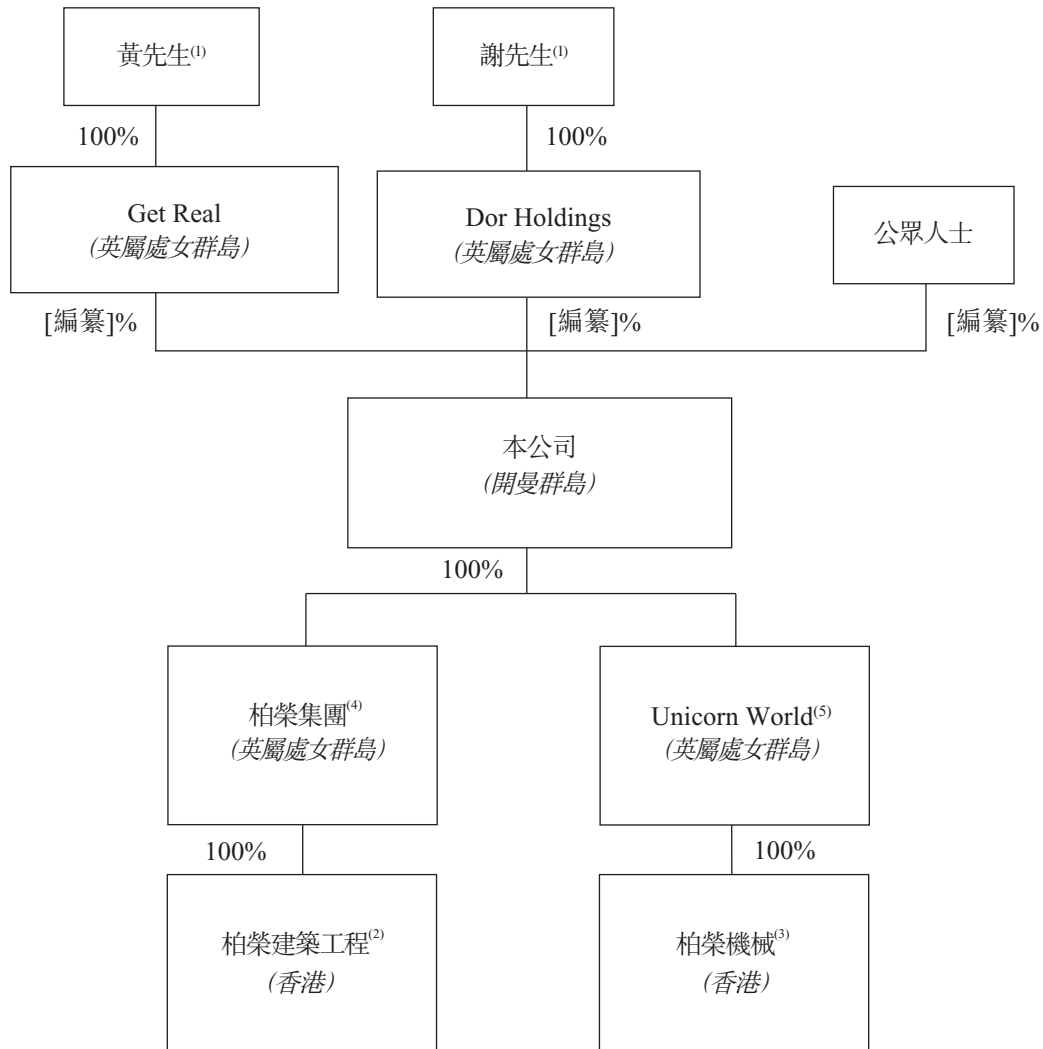 黃先生(1)
謝先生(1)
100%
100%
Get Real
(英屬處女群島)
Dor Holdings
(英屬處女群島)
公眾人士
[編纂]%
[編纂]%
[編纂]%
本公司
(開曼群島)
100%
柏榮集團(4)
(英屬處女群島)
Unicorn World(5)
(英屬處女群島)
100%
100%
柏榮建築工程(2)
(香港)
柏榮機械(3)
(香港)